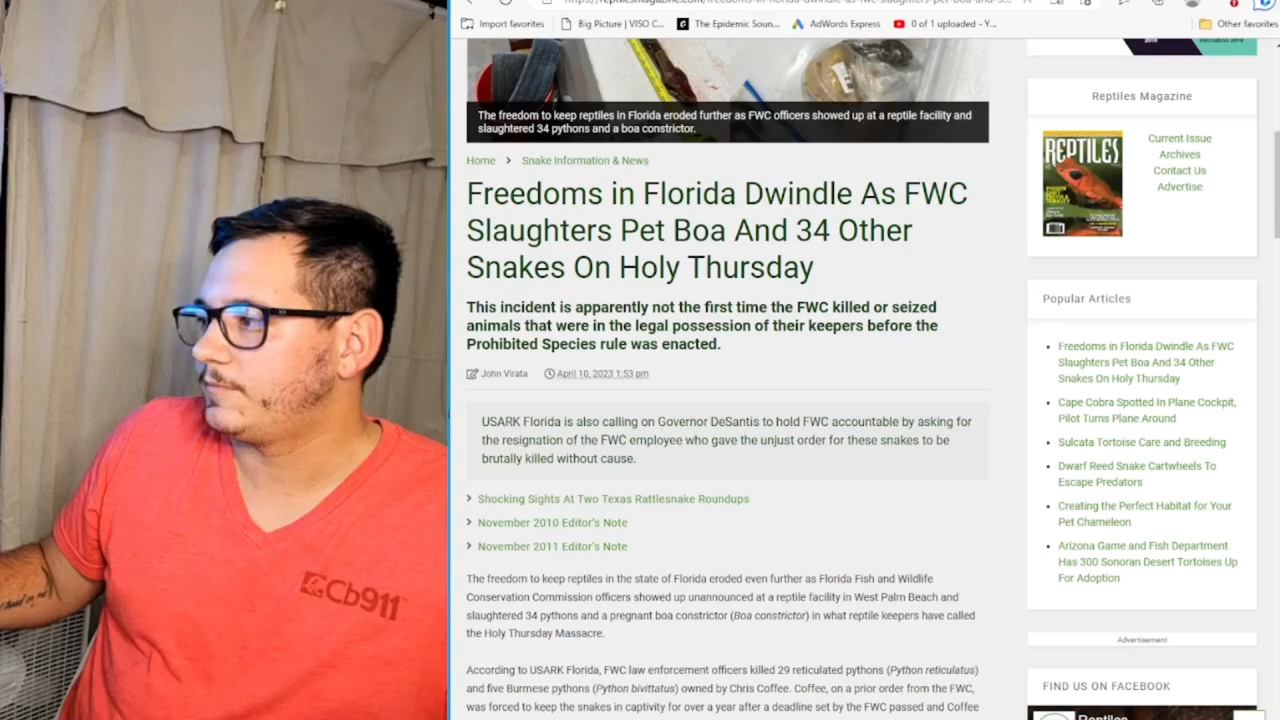 Import favorites
Big Picture | VISO C...
The Epidemic Soun...
AdWords Express
0 of 1 uploaded - Y...
Other favorites
The freedom to keep reptiles in Florida eroded further as FWC officers showed up at a reptile facility and
slaughtered 34 pythons and a boa constrictor.
Home > Snake Information & News
Freedoms in Florida Dwindle As FWC
Slaughters Pet Boa And 34 Other
Snakes On Holy Thursday
This incident is apparently not the first time the FWC killed or seized
animals that were in the legal possession of their keepers before the
Prohibited Species rule was enacted.
John Virata April 10, 2023 1:53 pm
USARK Florida is also calling on Governor DeSantis to hold FWC accountable by asking for
the resignation of the FWC employee who gave the unjust order for these snakes to be
brutally killed without cause.
> Shocking Sights At Two Texas Rattlesnake Roundups
> November 2010 Editor's Note
> November 2011 Editor's Note
The freedom to keep reptiles in the state of Florida eroded even further as Florida Fish and Wildlife
Conservation Commission officers showed up unannounced at a reptile facility in West Palm Beach and
slaughtered 34 pythons and a pregnant boa constrictor (Boa constrictor) in what reptile keepers have called
the Holy Thursday Massacre.
According to USARK Florida, FWC law enforcement officers killed 29 reticulated pythons (Python reticulatus)
and five Burmese pythons (Python bivittatus) owned by Chris Coffee. Coffee, on a prior order from the FWC,
was forced to keep the snakes in captivity for over a year after a deadline set by the FWC passed and Coffee
Reptiles Magazine
REPTILES
Current Issue
Archives
Contact Us
Advertise
Popular Articles
Freedoms in Florida Dwindle As FWC
Slaughters Pet Boa And 34 Other
Snakes On Holy Thursday
Cape Cobra Spotted In Plane Cockpit,
Pilot Turns Plane Around
Sulcata Tortoise Care and Breeding
Dwarf Reed Snake Cartwheels To
Escape Predators
Creating the Perfect Habitat for Your
Pet Chameleon
Arizona Game and Fish Department
Has 300 Sonoran Desert Tortoises Up
For Adoption
Advertisement
FIND US ON FACEBOOK
Reptiles
Cb911